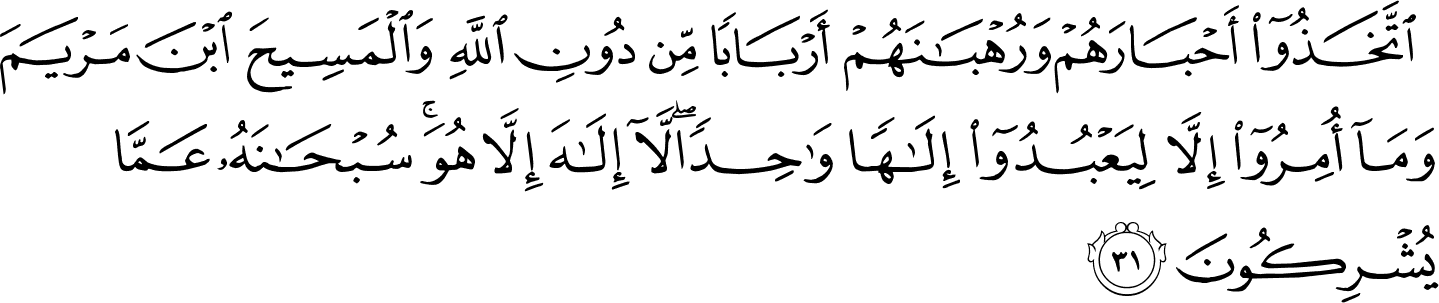 ٱتَّخَذُوٓا۟ أَحْبَارَهُمْ وَرُهْبَـٰنَهُمْ أَرْبَابًا مِّن دُونِ ٱللَّهِ وَٱلْمَسِيحَ ٱبْنَ مَرْيَمَ
وَمَآ أُمِرُوٓا۟ إِلَّا لِيَعْبُدُوٓا۟ إِلَـٰهًا وَٰحِدًا ۖ لَّآ إِلَـٰهَ إِلَّا هُوَ ۚ سُبْحَـٰنَهُۥ عَمَّا
يُشْرِكُونَ ٣١